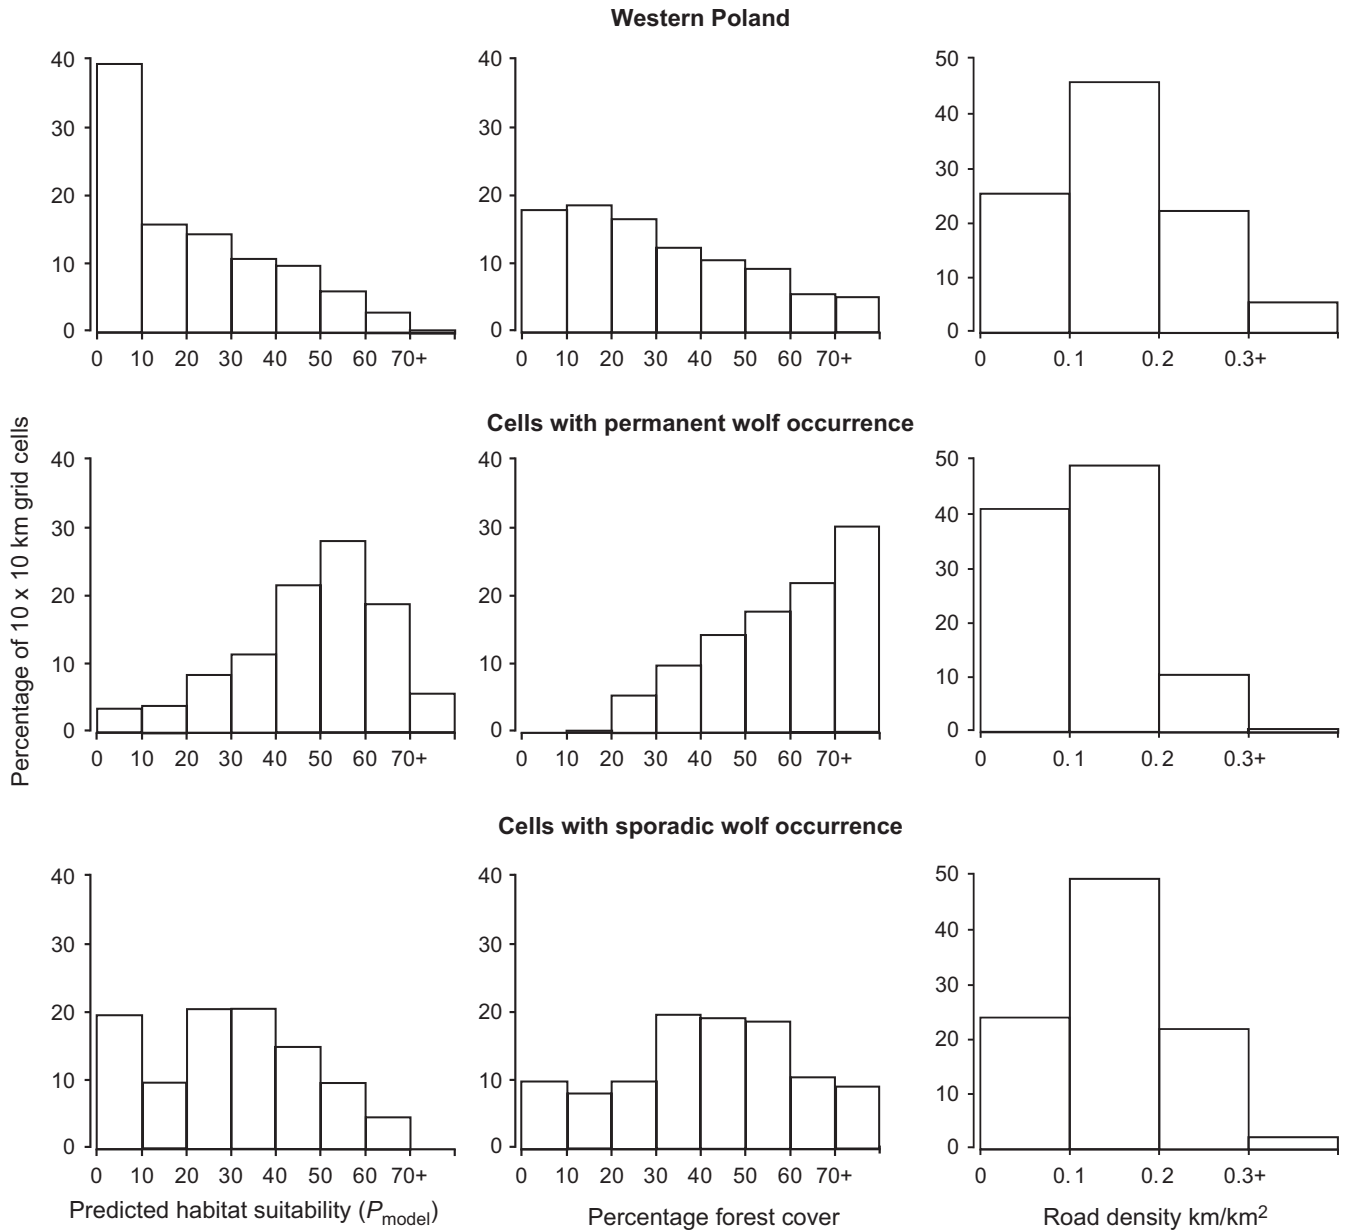 Western Poland
40 40 50
30 30 40
20 20 30
10 10 20
0 0 10
0
0 10 20 30 40 50 60 70+ 0 10 20 30 40 50 60 70+ 0 0.1 0.2 0.3+
Percentage of 10 x 10 km grid cells
Cells with permanent wolf occurrence
40 40 50
30 30 40
20 20 30
10 10 20
0 0 10
0
0 10 20 30 40 50 60 70+ 0 10 20 30 40 50 60 70+ 0 0.1 0.2 0.3+
Cells with sporadic wolf occurrence
40 40 50
30 30 40
20 20 30
10 10 20
0 0 10
0
0 10 20 30 40 50 60 70+ 0 10 20 30 40 50 60 70+ 0 0.1 0.2 0.3+
Predicted habitat suitability (Pmodel) Percentage forest cover Road density km/km²